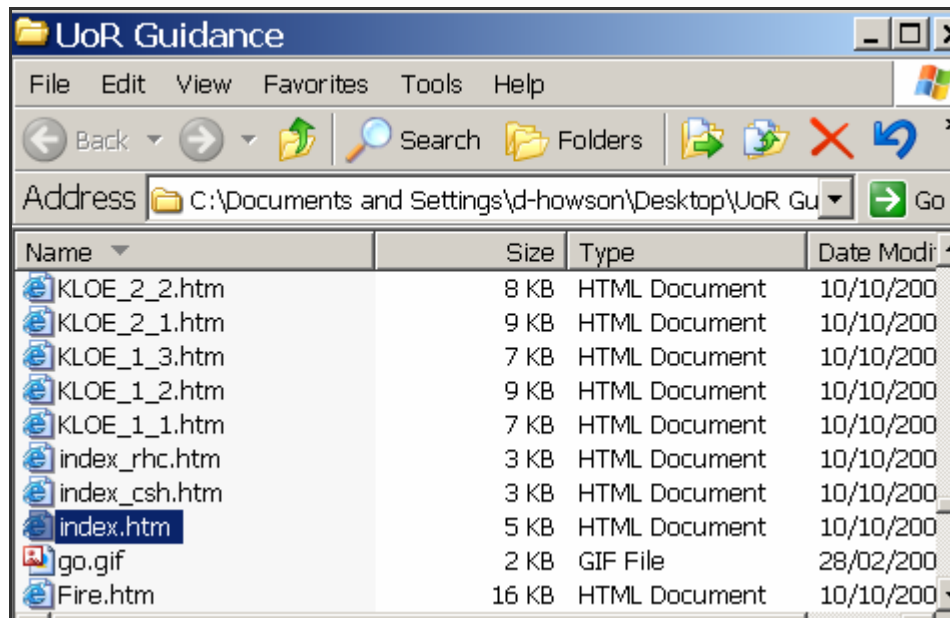 UoR Guidance
File Edit View Favorites Tools Help
Back Search Folders
Address C:\Documents and Settings\d-howson\Desktop\UoR Gu Go
Name Size Type Date Modi
KLOE_2_2.htm 8 KB HTML Document 10/10/200
KLOE_2_1.htm 9 KB HTML Document 10/10/200
KLOE_1_3.htm 7 KB HTML Document 10/10/200
KLOE_1_2.htm 9 KB HTML Document 10/10/200
KLOE_1_1.htm 7 KB HTML Document 10/10/200
index_rhc.htm 3 KB HTML Document 10/10/200
index_csh.htm 3 KB HTML Document 10/10/200
index.htm 5 KB HTML Document 10/10/200
go.gif 2 KB GIF File 28/02/200
Fire.htm 16 KB HTML Document 10/10/200